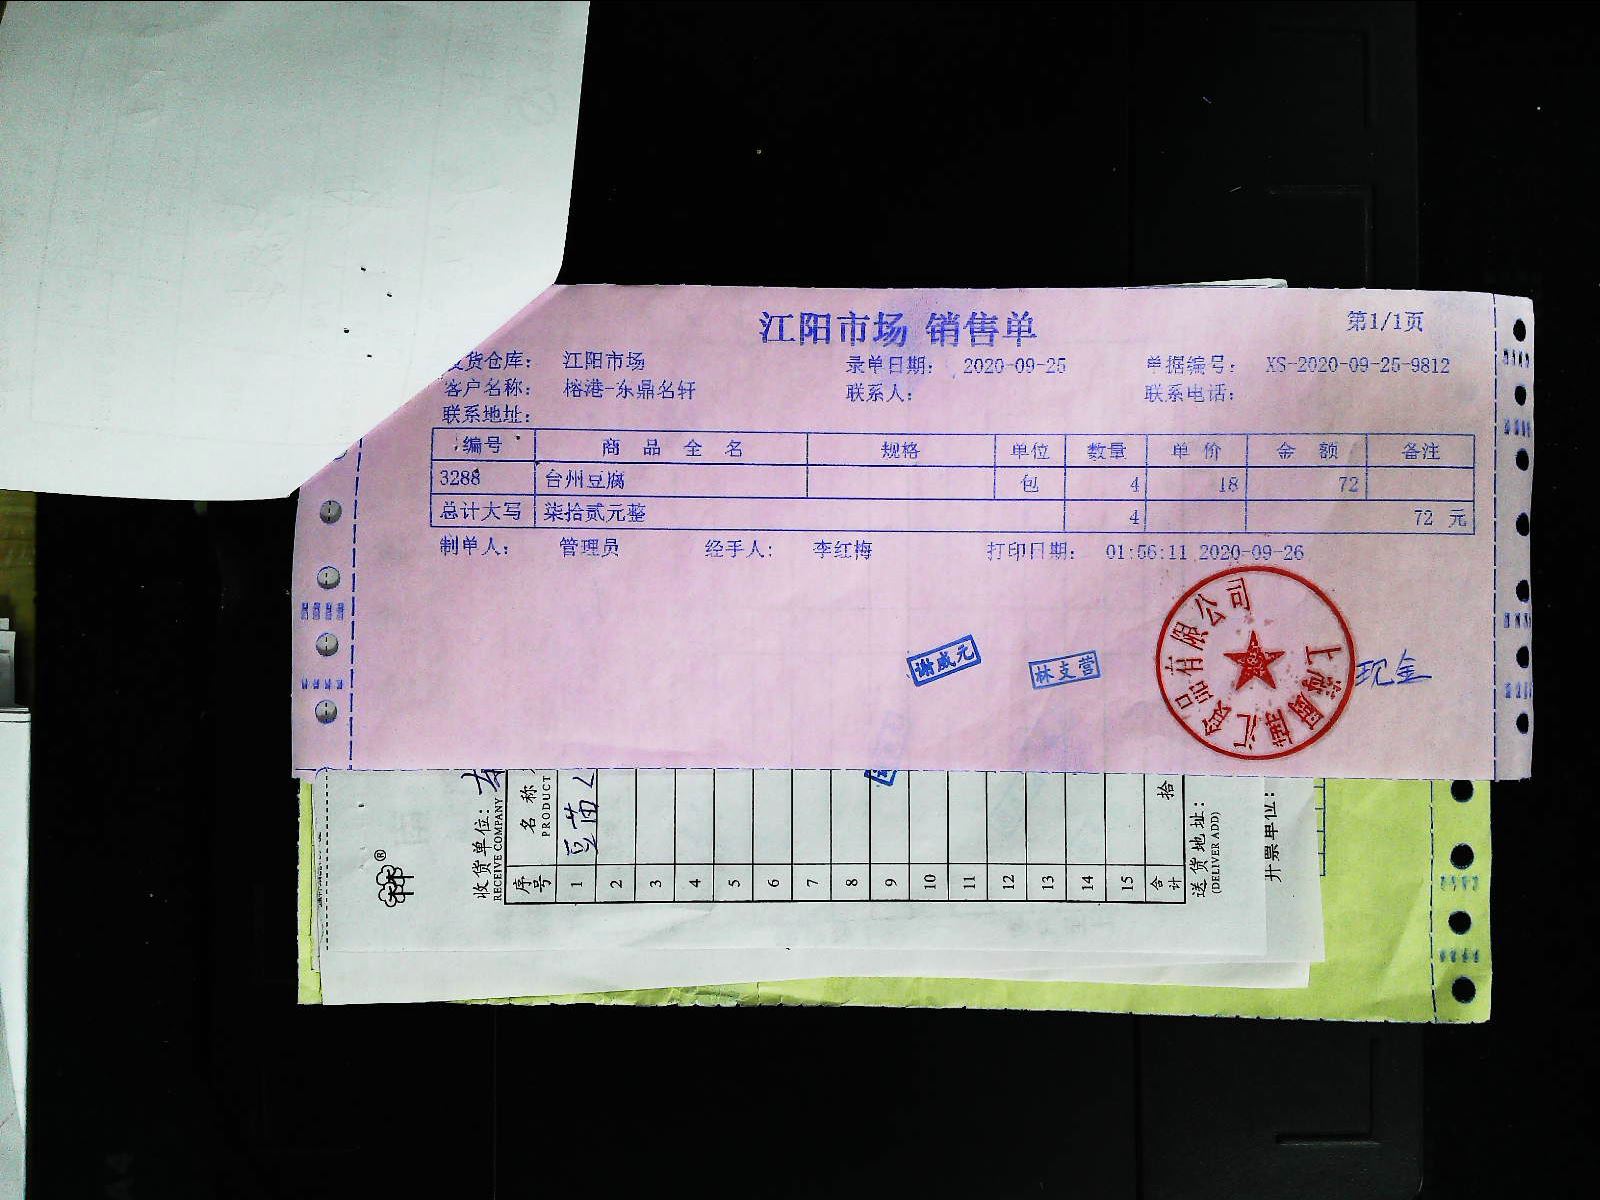 江阳市场 销售单
第1/1页
发货仓库： 江阳市场 录单日期： 2020-09-25 单据编号： XS-2020-09-25-9812
客户名称： 榕港-东鼎名轩 联系人： 联系电话：
联系地址：
编号 商品全名 规格 单位 数量 单价 金额 备注
3288 台州豆腐 包 4 18 72
总计大写 柒拾贰元整 4 72 元
制单人： 管理员 经手人： 李红梅 打印日期： 01:56:11 2020-09-26
谢威元
林支营
食品有限公司
现金
收货单位：
RECEIVE COMPANY
序号 名称
PRODUCT
1 豆苗
2
3
4
5
6
7
8
9
10
11
12
13
14
15
合计 拾
送货地址：
(DELIVER ADD)
开票单位：